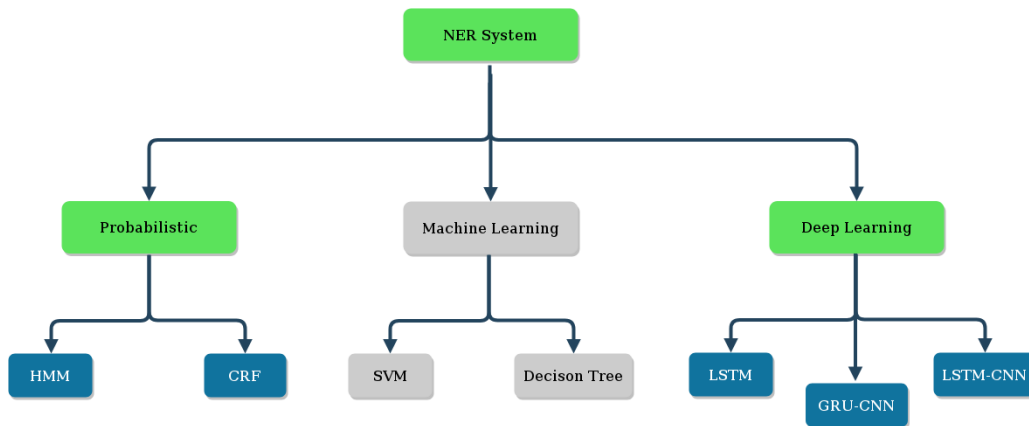 NER System
Probabilistic
Machine Learning
Deep Learning
HMM
CRF
SVM
Decison Tree
LSTM
GRU-CNN
LSTM-CNN